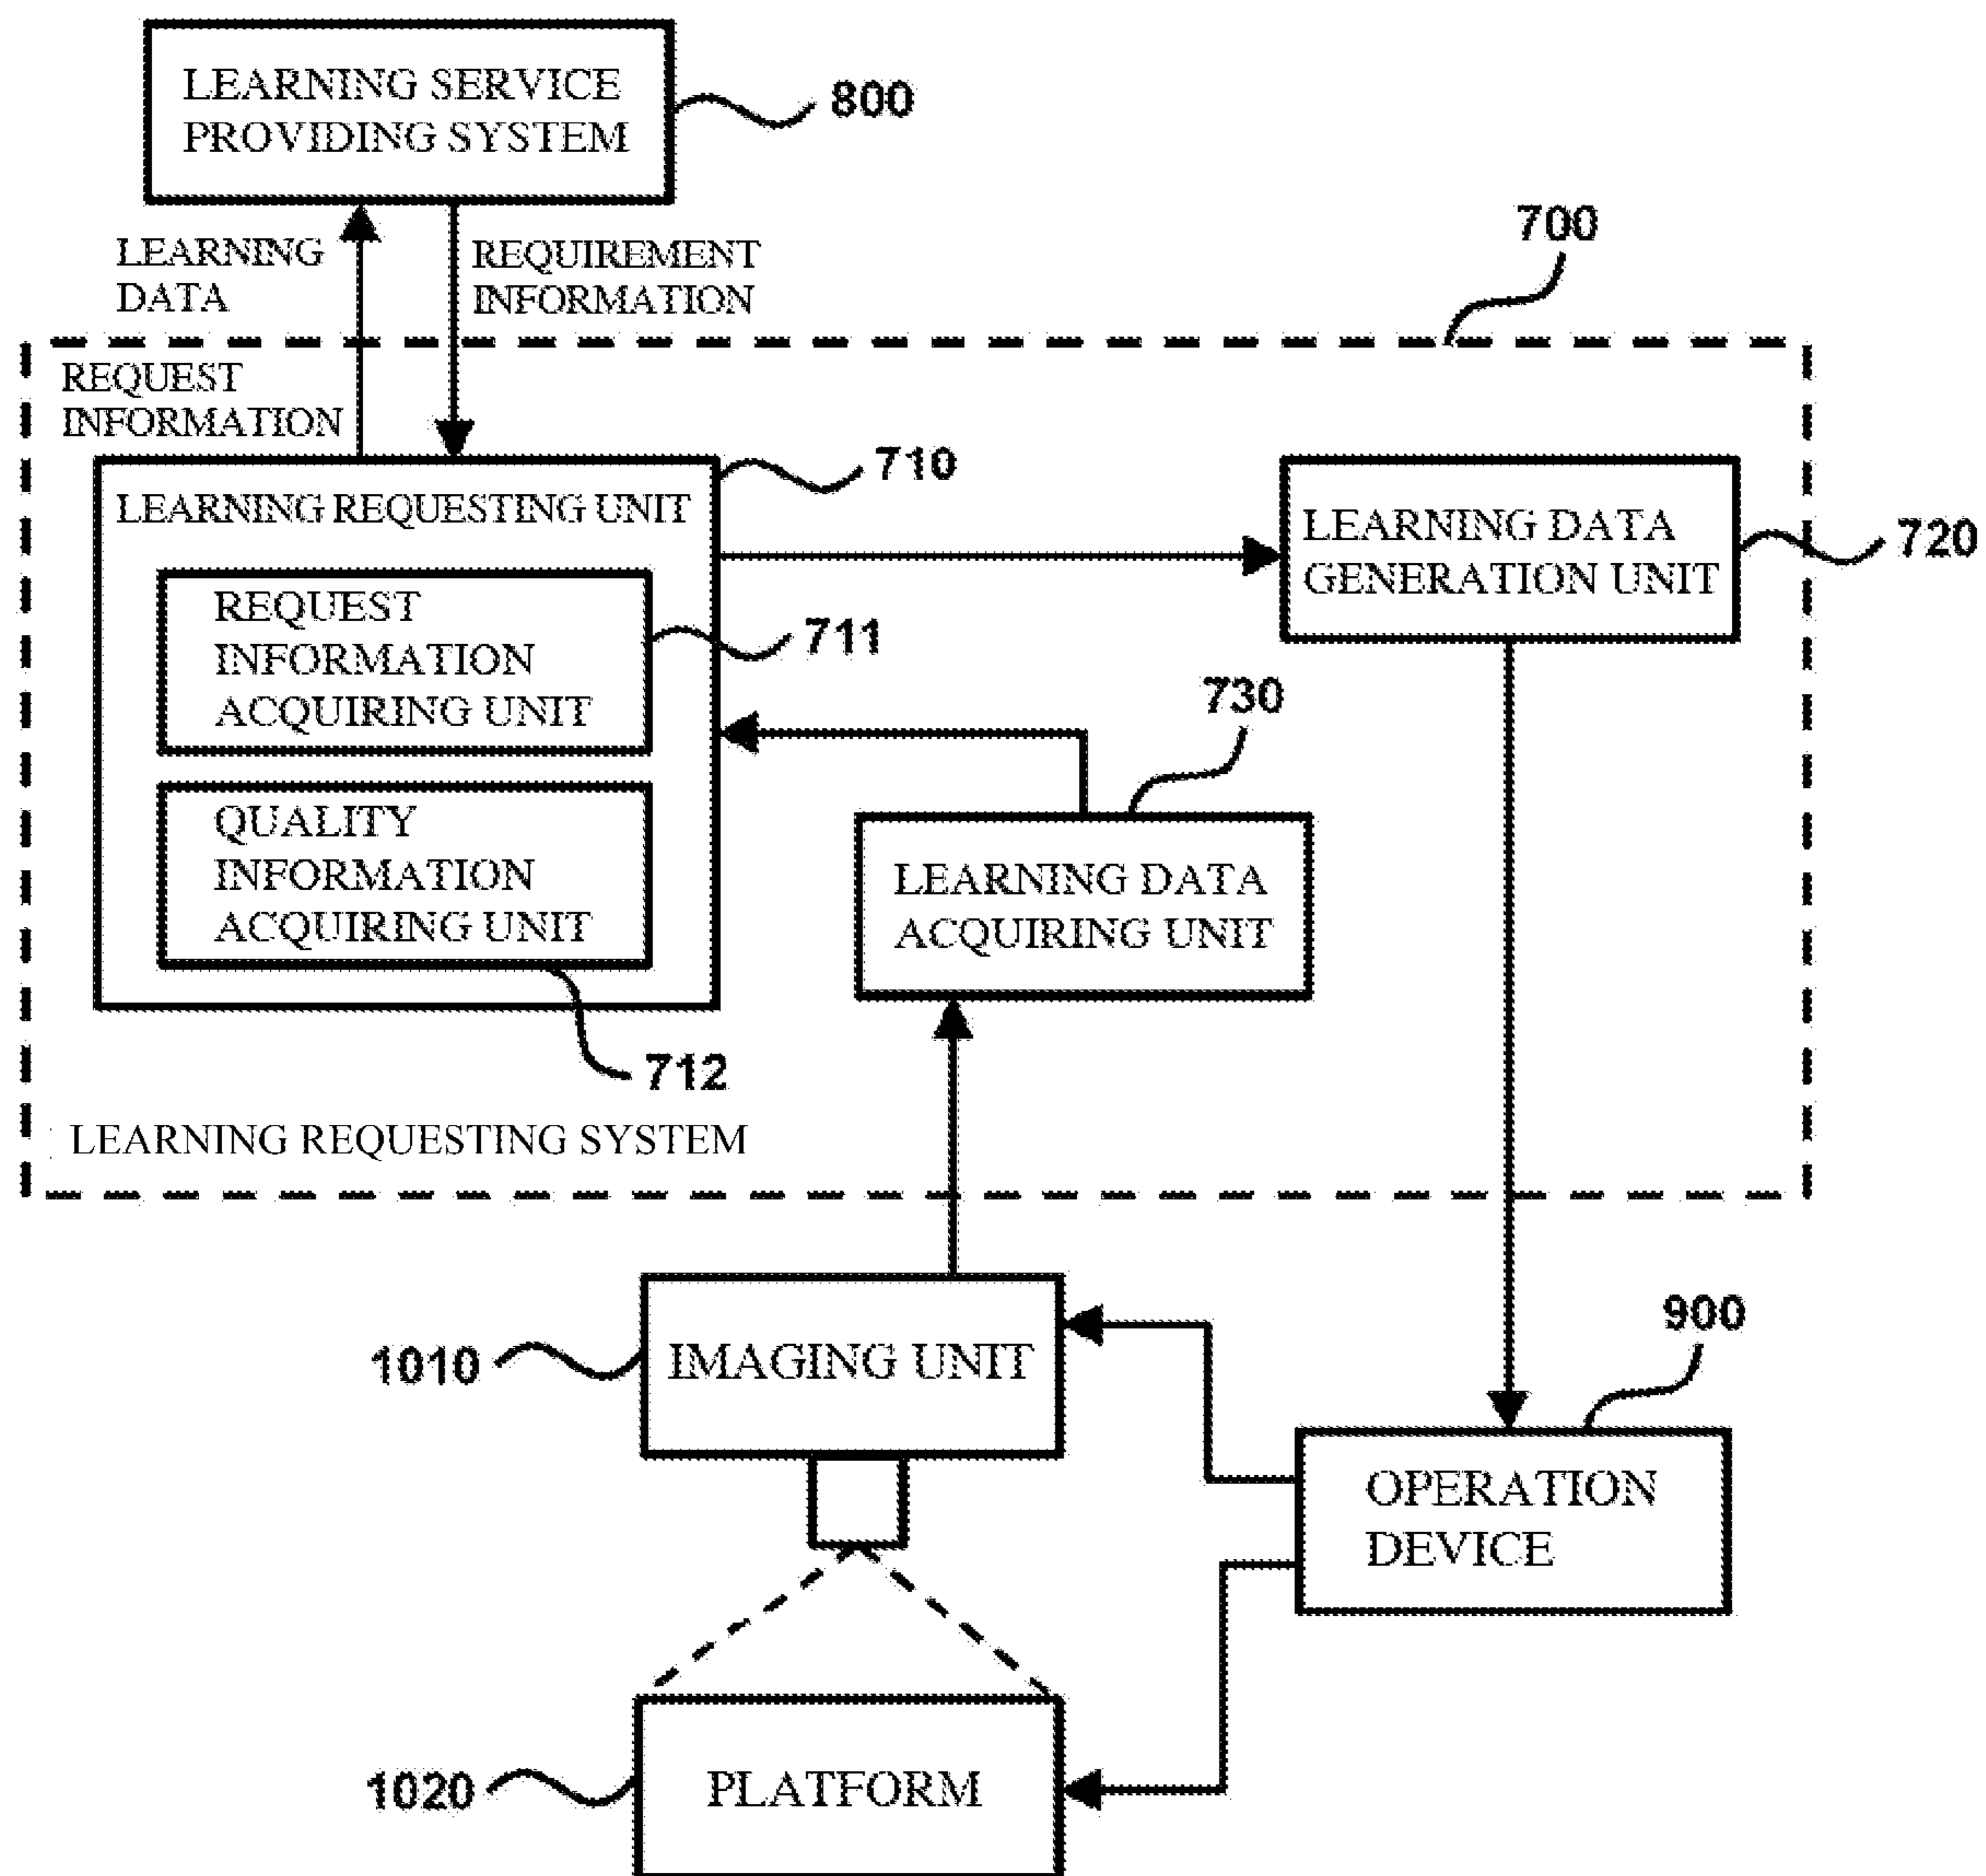 LEARNING SERVICE
PROVIDING SYSTEM
800
LEARNING
DATA
REQUIREMENT
INFORMATION
700
REQUEST
INFORMATION
710
LEARNING REQUESTING UNIT
LEARNING DATA
GENERATION UNIT
720
REQUEST
INFORMATION
ACQUIRING UNIT
711
730
QUALITY
INFORMATION
ACQUIRING UNIT
LEARNING DATA
ACQUIRING UNIT
712
LEARNING REQUESTING SYSTEM
1010
IMAGING UNIT
900
OPERATION
DEVICE
1020
PLATFORM